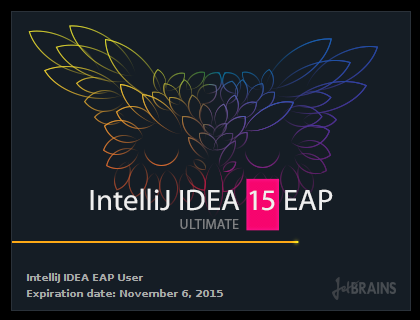 IntelliJ IDEA 15 EAP
ULTIMATE
IntelliJ IDEA EAP User
Expiration date: November 6, 2015
JetBRAINS